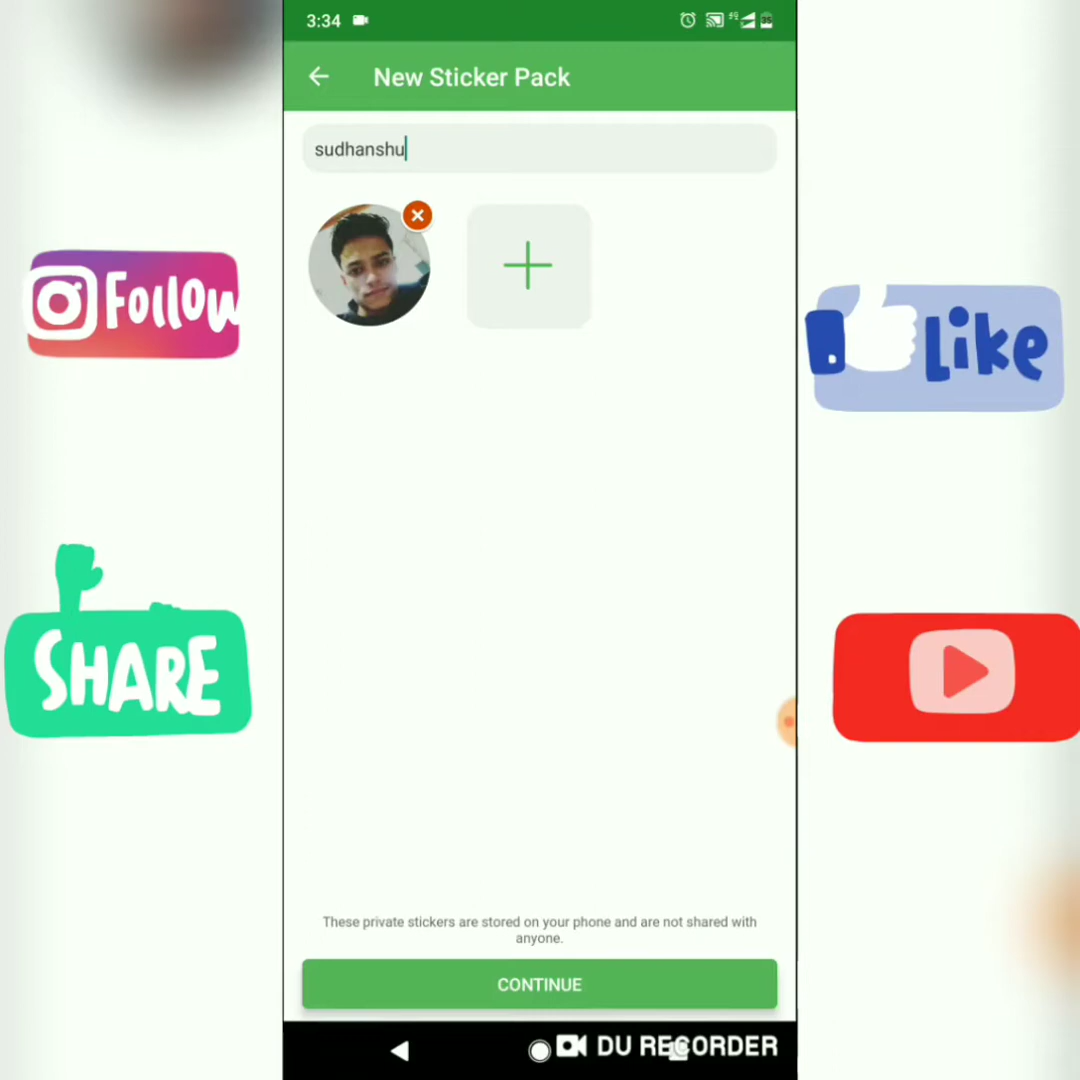 3:34
35
New Sticker Pack
sudhanshu
Follow
Like
SHARE
These private stickers are stored on your phone and are not shared with
anyone.
CONTINUE
DU RECORDER